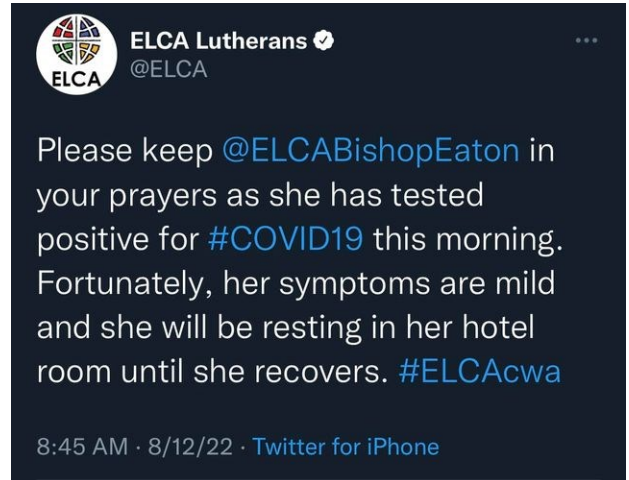 ELCA Lutherans
ELCA
@ELCA
Please keep @ELCABishopEaton in
your prayers as she has tested
positive for #COVID19 this morning.
Fortunately, her symptoms are mild
and she will be resting in her hotel
room until she recovers. #ELCAcwa
8:45 AM · 8/12/22 · Twitter for iPhone